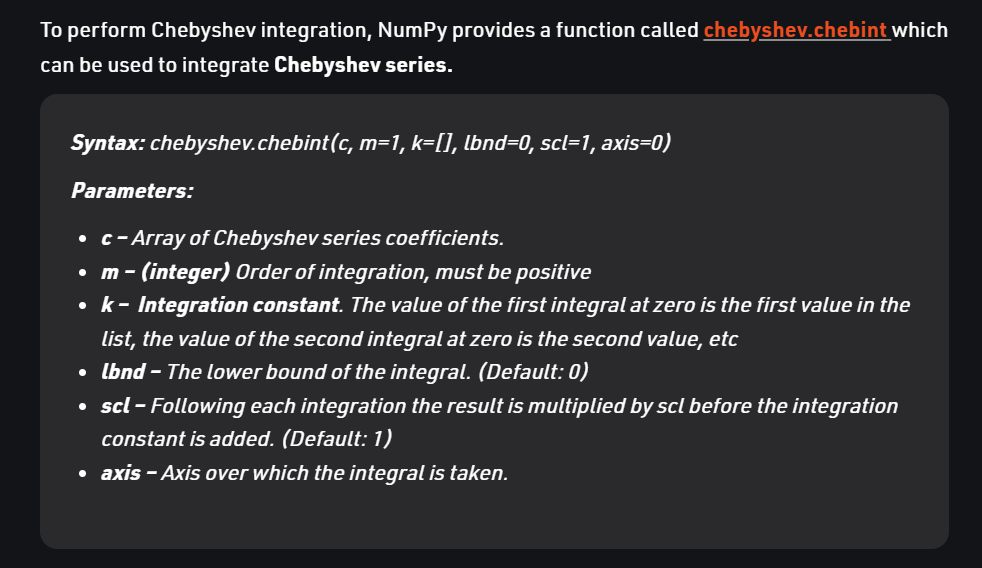 To perform Chebyshev integration, NumPy provides a function called chebyshev.chebint which
can be used to integrate Chebyshev series.
Syntax: chebyshev.chebint(c, m=1, k=[], lbnd=0, scl=1, axis=0)
Parameters:
• c – Array of Chebyshev series coefficients.
• m – (integer) Order of integration, must be positive
• k – Integration constant. The value of the first integral at zero is the first value in the
list, the value of the second integral at zero is the second value, etc
• lbnd – The lower bound of the integral. (Default: 0)
• scl – Following each integration the result is multiplied by scl before the integration
constant is added. (Default: 1)
• axis – Axis over which the integral is taken.